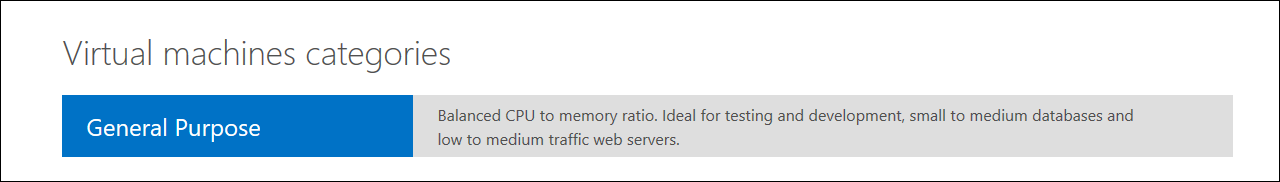 Virtual machines categories
General Purpose
Balanced CPU to memory ratio. Ideal for testing and development, small to medium databases and
low to medium traffic web servers.